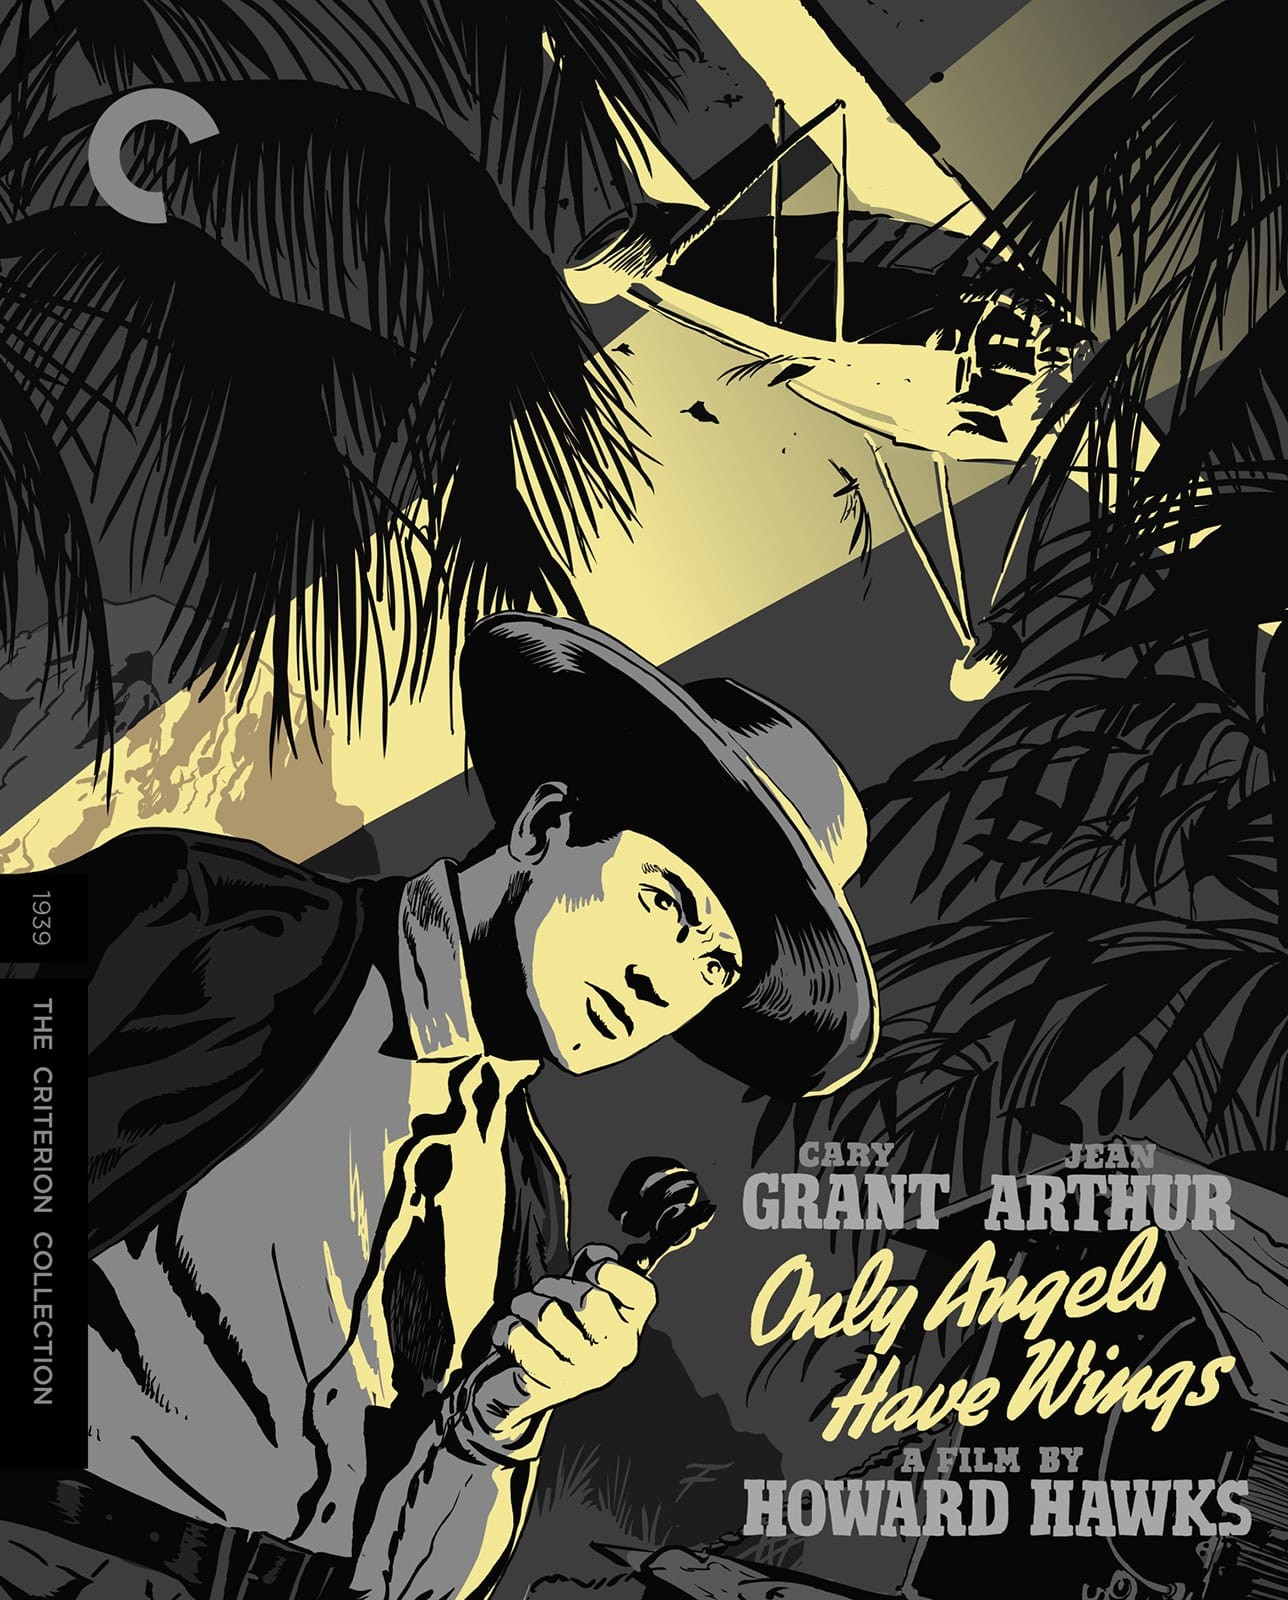 1939
THE CRITERION COLLECTION
CARY JEAN
GRANT ARTHUR
Only Angels
Have Wings
A FILM BY
HOWARD HAWKS